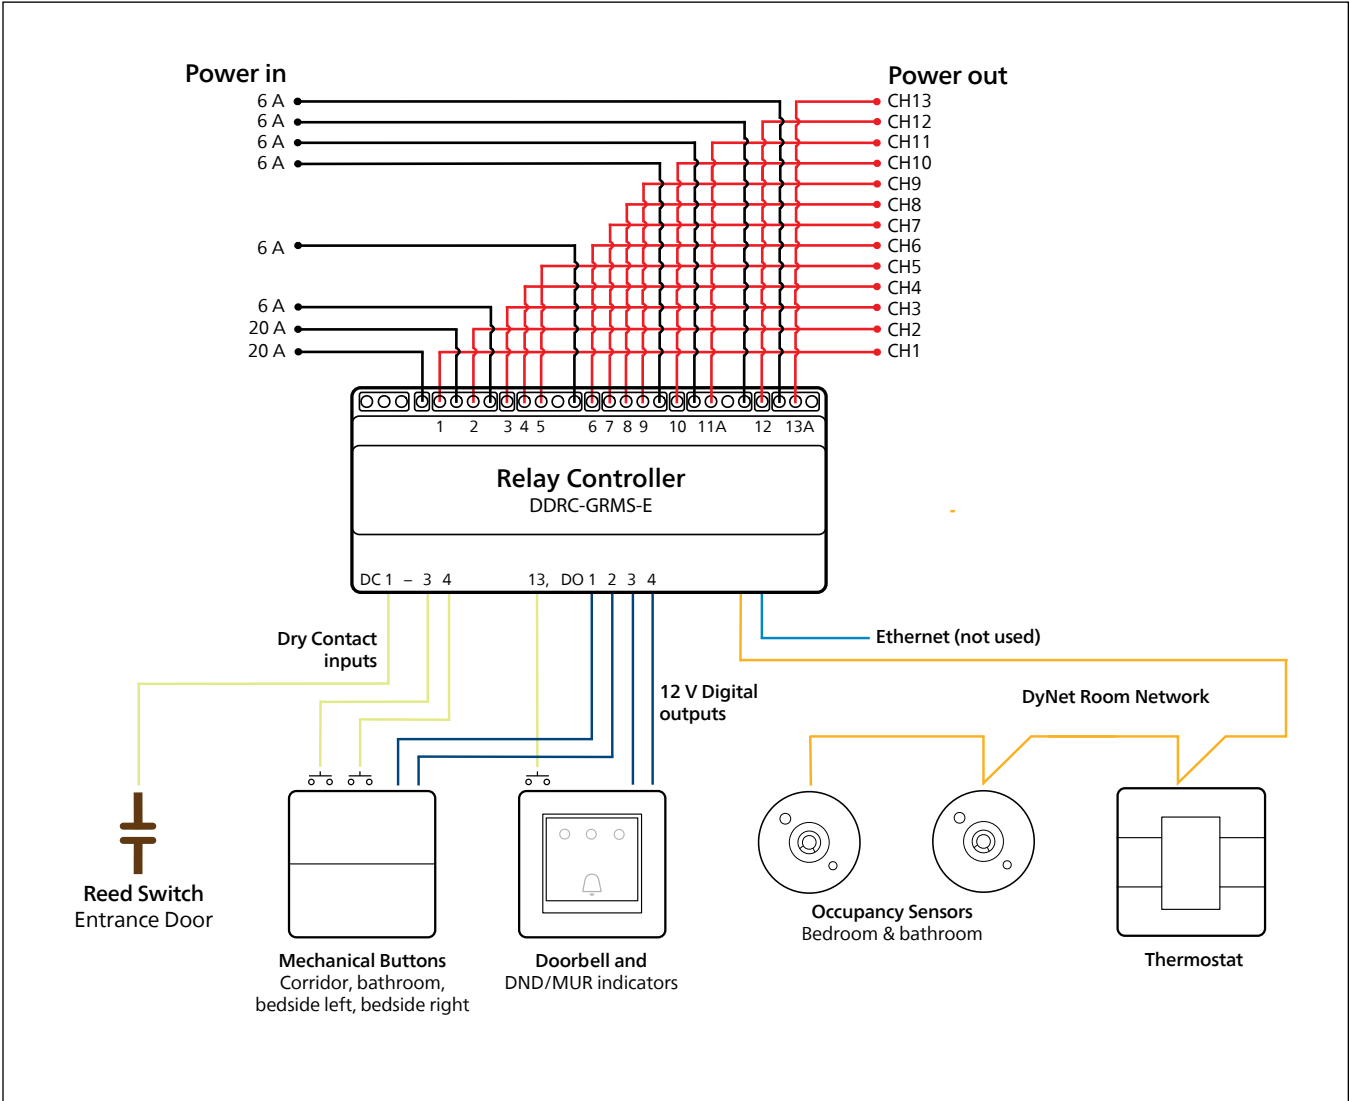 Power in
Power out
6 A
6 A
6 A
6 A
6 A
6 A
20 A
20 A
CH13
CH12
CH11
CH10
CH9
CH8
CH7
CH6
CH5
CH4
CH3
CH2
CH1
1 2 3 4 5 6 7 8 9 10 11A 12 13A
Relay Controller
DDRC-GRMS-E
DC 1 – 3 4 13, DO 1 2 3 4
Dry Contact
inputs
12 V Digital
outputs
Ethernet (not used)
DyNet Room Network
Reed Switch
Entrance Door
Mechanical Buttons
Corridor, bathroom,
bedside left, bedside right
Doorbell and
DND/MUR indicators
Occupancy Sensors
Bedroom & bathroom
Thermostat